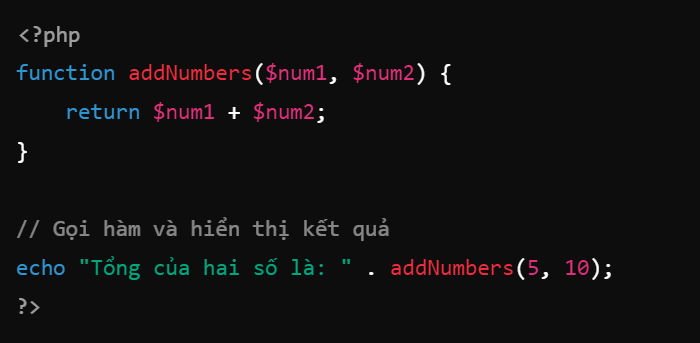 <?php
function addNumbers($num1, $num2) {
    return $num1 + $num2;
}
// Gọi hàm và hiển thị kết quả
echo "Tổng của hai số là: " . addNumbers(5, 10);
?>